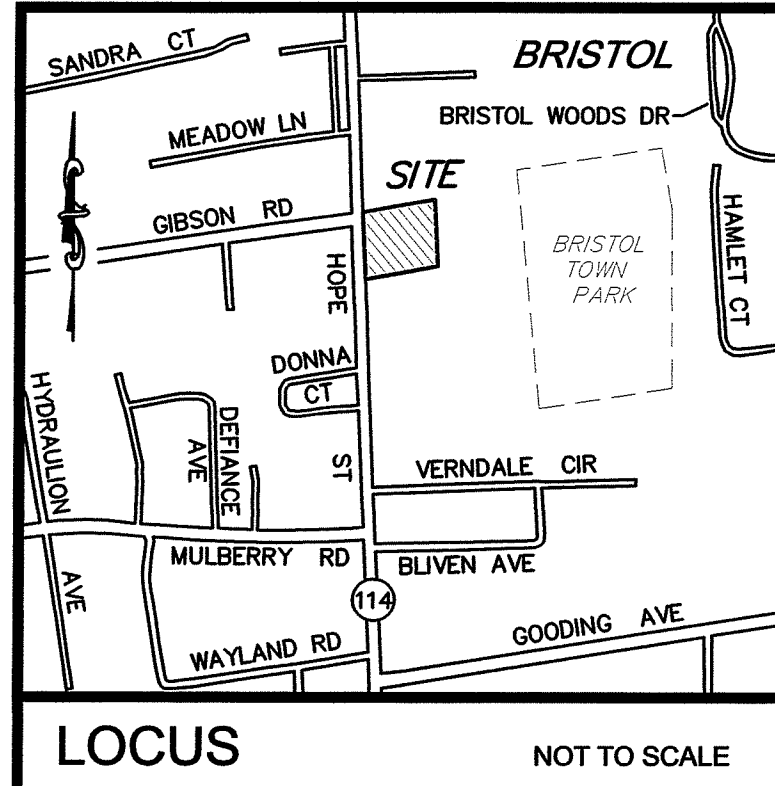 SANDRA CT
BRISTOL
BRISTOL WOODS DR
MEADOW LN
SITE
GIBSON RD
HAMLET CT
BRISTOL
TOWN
PARK
HOPE ST
DONNA
CT
HYDRAULION AVE
DEFIANCE
AVE
VERNDALE CIR
MULBERRY RD
BLIVEN AVE
114
GOODING AVE
WAYLAND RD
LOCUS
NOT TO SCALE